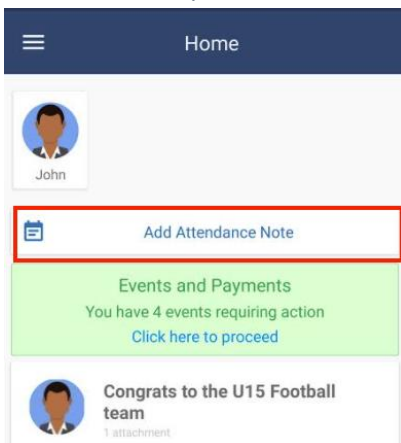 Home
John
Add Attendance Note
Events and Payments
You have 4 events requiring action
Click here to proceed
Congrats to the U15 Football
team
1 attachment